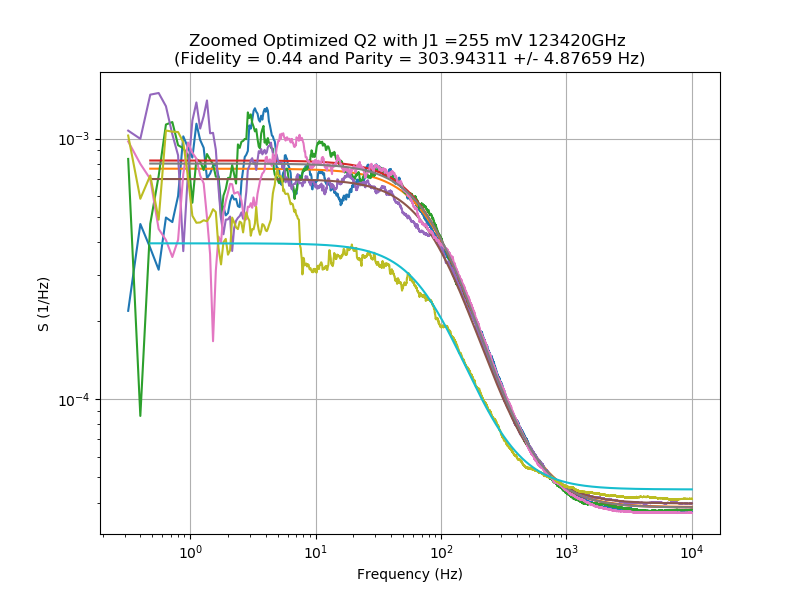 Zoomed Optimized Q2 with J1 =255 mV 123420GHz
(Fidelity = 0.44 and Parity = 303.94311 +/- 4.87659 Hz)
10⁻³
S (1/Hz)
10⁻⁴
10⁰ 10¹ 10² 10³ 10⁴
Frequency (Hz)